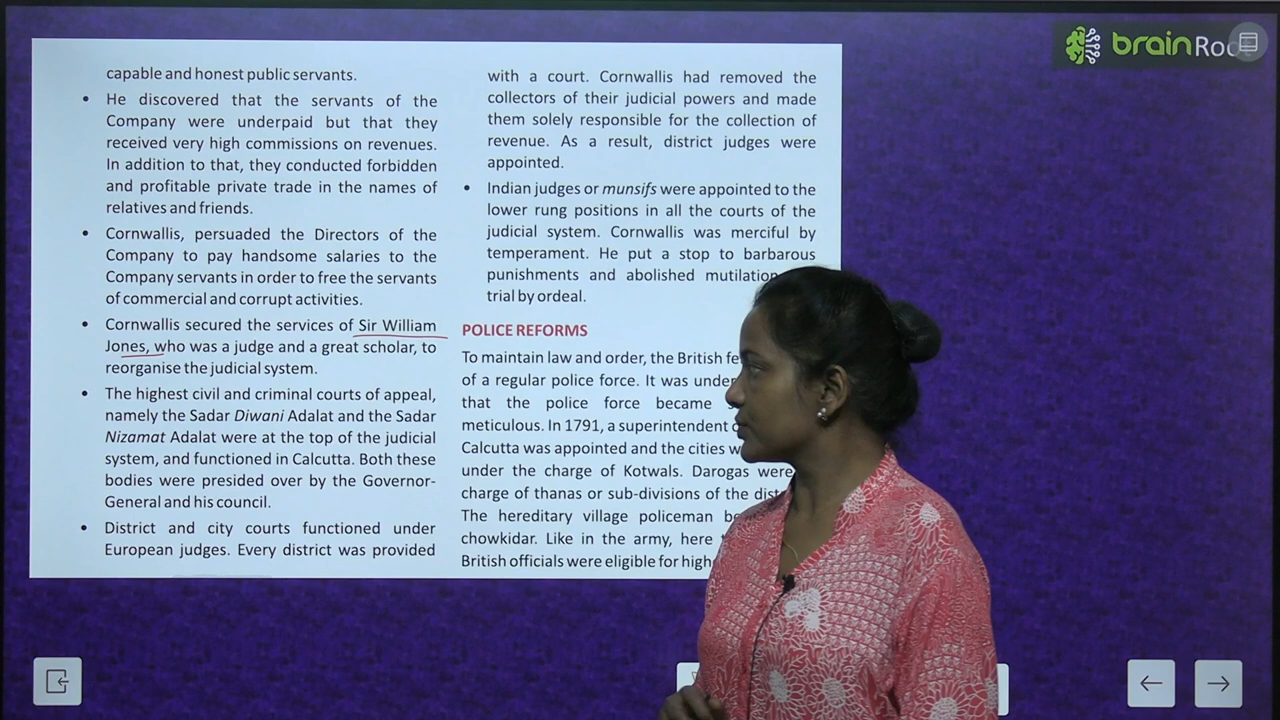 brainRoo
capable and honest public servants.
• He discovered that the servants of the
Company were underpaid but that they
received very high commissions on revenues.
In addition to that, they conducted forbidden
and profitable private trade in the names of
relatives and friends.
• Cornwallis, persuaded the Directors of the
Company to pay handsome salaries to the
Company servants in order to free the servants
of commercial and corrupt activities.
• Cornwallis secured the services of Sir William
Jones, who was a judge and a great scholar, to
reorganise the judicial system.
• The highest civil and criminal courts of appeal,
namely the Sadar Diwani Adalat and the Sadar
Nizamat Adalat were at the top of the judicial
system, and functioned in Calcutta. Both these
bodies were presided over by the Governor-
General and his council.
• District and city courts functioned under
European judges. Every district was provided
with a court. Cornwallis had removed the
collectors of their judicial powers and made
them solely responsible for the collection of
revenue. As a result, district judges were
appointed.
• Indian judges or munsifs were appointed to the
lower rung positions in all the courts of the
judicial system. Cornwallis was merciful by
temperament. He put a stop to barbarous
punishments and abolished mutilation
trial by ordeal.
POLICE REFORMS
To maintain law and order, the British
of a regular police force. It was
that the police force became
meticulous. In 1791, a superintendent
Calcutta was appointed and the cities
under the charge of Kotwals. Darogas were
charge of thanas or sub-divisions of the
The hereditary village policeman
chowkidar. Like in the army, here
British officials were eligible for